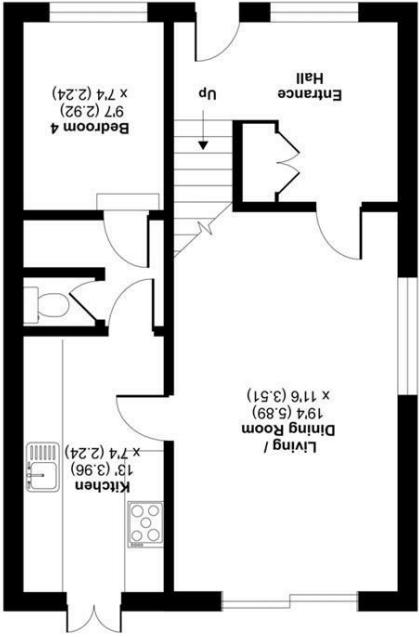 Kitchen
13' (3.96)
x 7'4 (2.24)
Living /
Dining Room
19'4 (5.89)
x 11'6 (3.51)
Entrance
Hall
Up
Bedroom 4
9'7 (2.92)
x 7'4 (2.24)